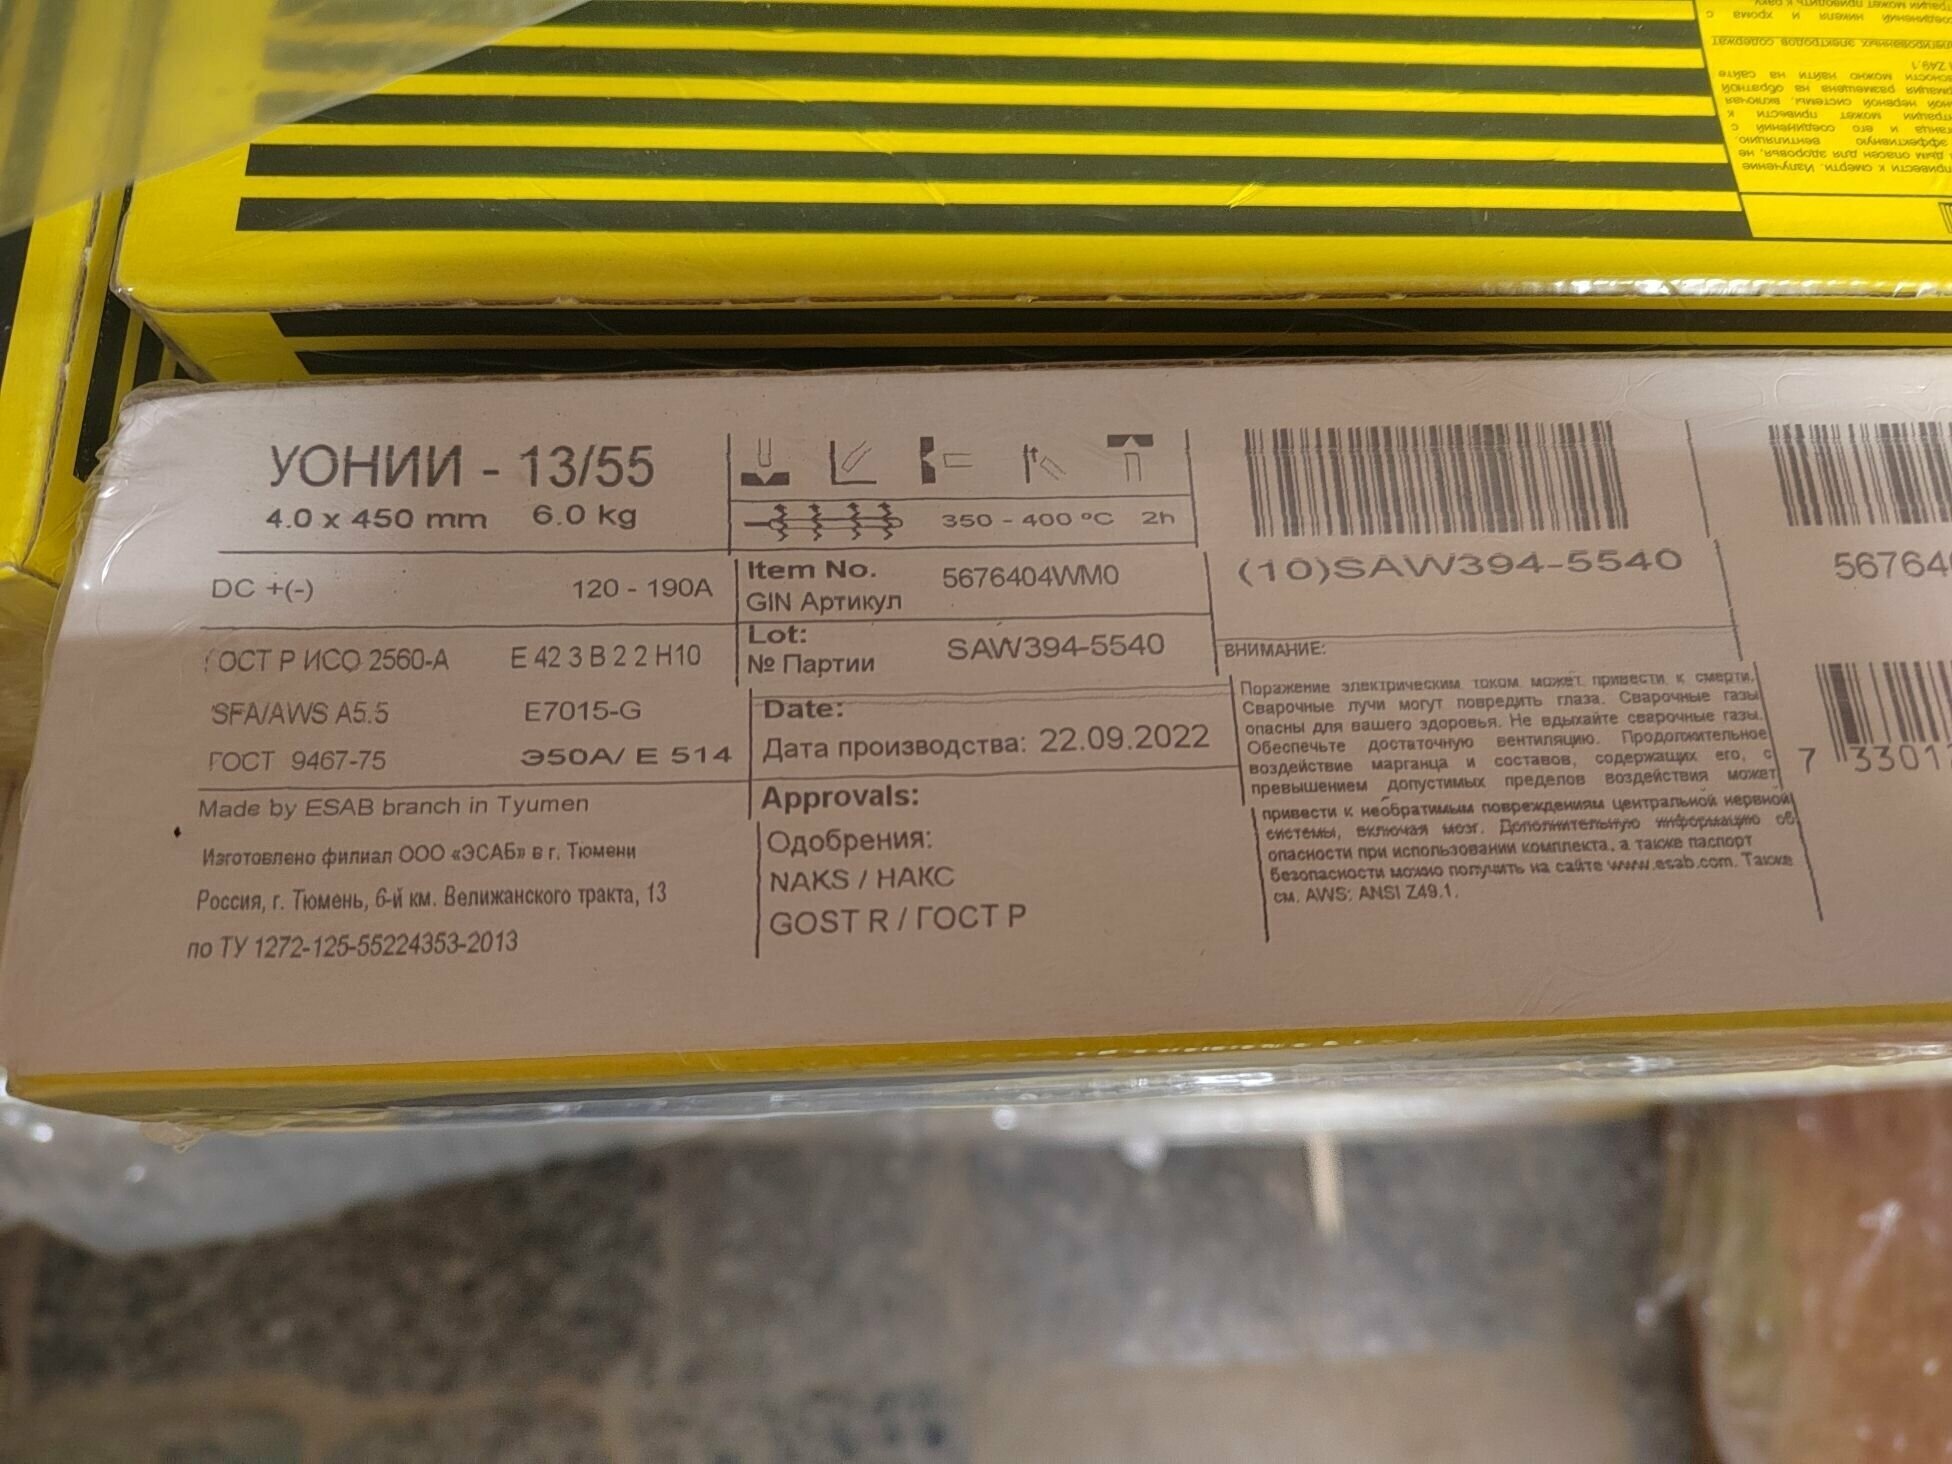 УОНИИ - 13/55
4.0 x 450 mm 6.0 kg
350 - 400 ºC 2h
DC +(-) 120 - 190A
Item No.
GIN Артикул 5676404WM0
Lot:
№ Партии SAW394-5540
ГОСТ Р ИСО 2560-A E 42 3 B 2 2 H10
SFA/AWS A5.5 E7015-G
ГОСТ 9467-75 Э50А/ Е 514
Date:
Дата производства: 22.09.2022
Made by ESAB branch in Tyumen
Изготовлено филиал ООО «ЭСАБ» в г. Тюмени
Россия, г. Тюмень, 6-й км. Велижанского тракта, 13
по ТУ 1272-125-55224353-2013
Approvals:
Одобрения:
NAKS / НАКС
GOST R / ГОСТ Р
(10)SAW394-5540
ВНИМАНИЕ:
Поражение электрическим током может привести к смерти.
Сварочные лучи могут повредить глаза. Сварочные газы
опасны для вашего здоровья. Не вдыхайте сварочные газы.
Обеспечьте достаточную вентиляцию. Продолжительное
воздействие марганца и составов, содержащих его, с
превышением допустимых пределов воздействия может
привести к необратимым повреждениям центральной нервной
системы, включая мозг. Дополнительную информацию об
опасности при использовании комплекта, а также паспорт
безопасности можно получить на сайте www.esab.com. Также
см. AWS: ANSI Z49.1.
56764
7 3301